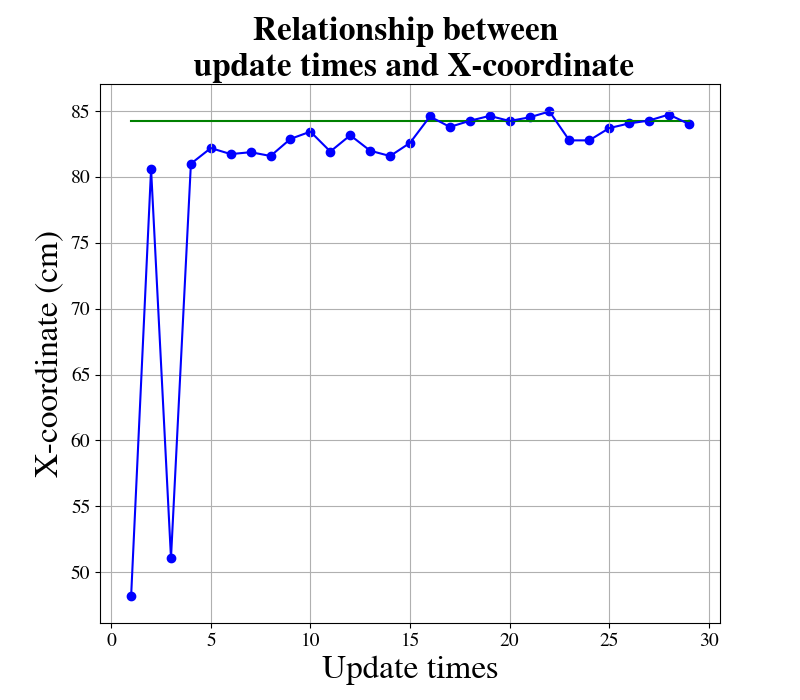 Relationship between
update times and X-coordinate
X-coordinate (cm)
85
80
75
70
65
60
55
50
0 5 10 15 20 25 30
Update times